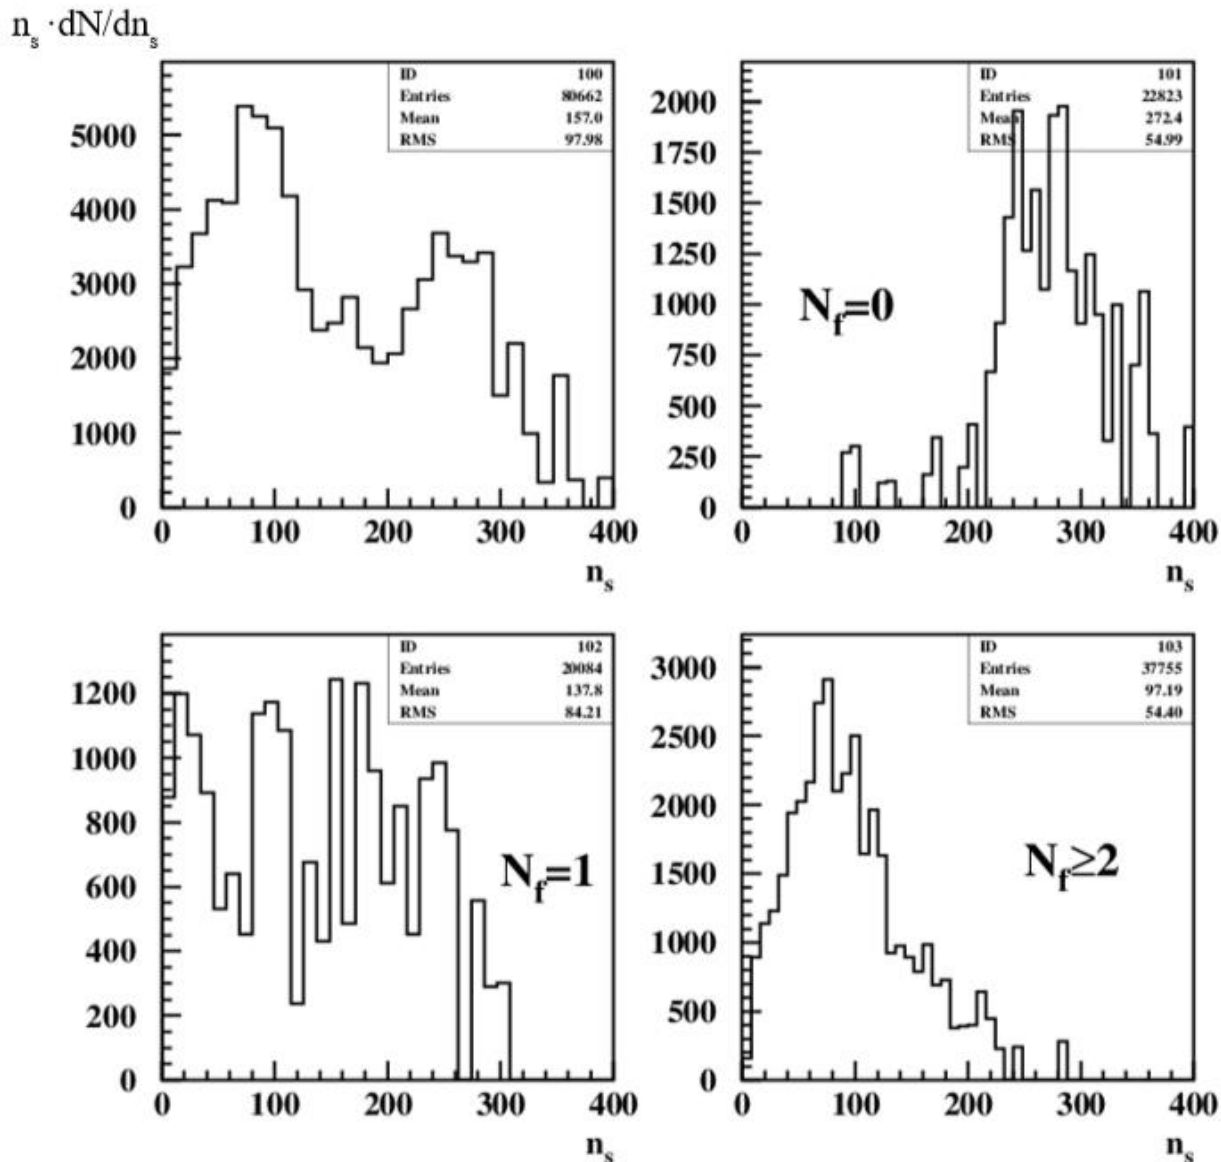 n_s ·dN/dn_s
ID 100
Entries 80662
Mean 157.0
RMS 97.98
5000
4000
3000
2000
1000
0
0 100 200 300 400
n_s
ID 101
Entries 22823
Mean 272.4
RMS 54.99
2000
1750
1500
1250
1000
750
500
250
0
N_f=0
0 100 200 300 400
n_s
ID 102
Entries 20084
Mean 137.8
RMS 84.21
1200
1000
800
600
400
200
0
N_f=1
0 100 200 300 400
n_s
ID 103
Entries 37755
Mean 97.19
RMS 54.40
3000
2500
2000
1500
1000
500
0
N_f≥2
0 100 200 300 400
n_s